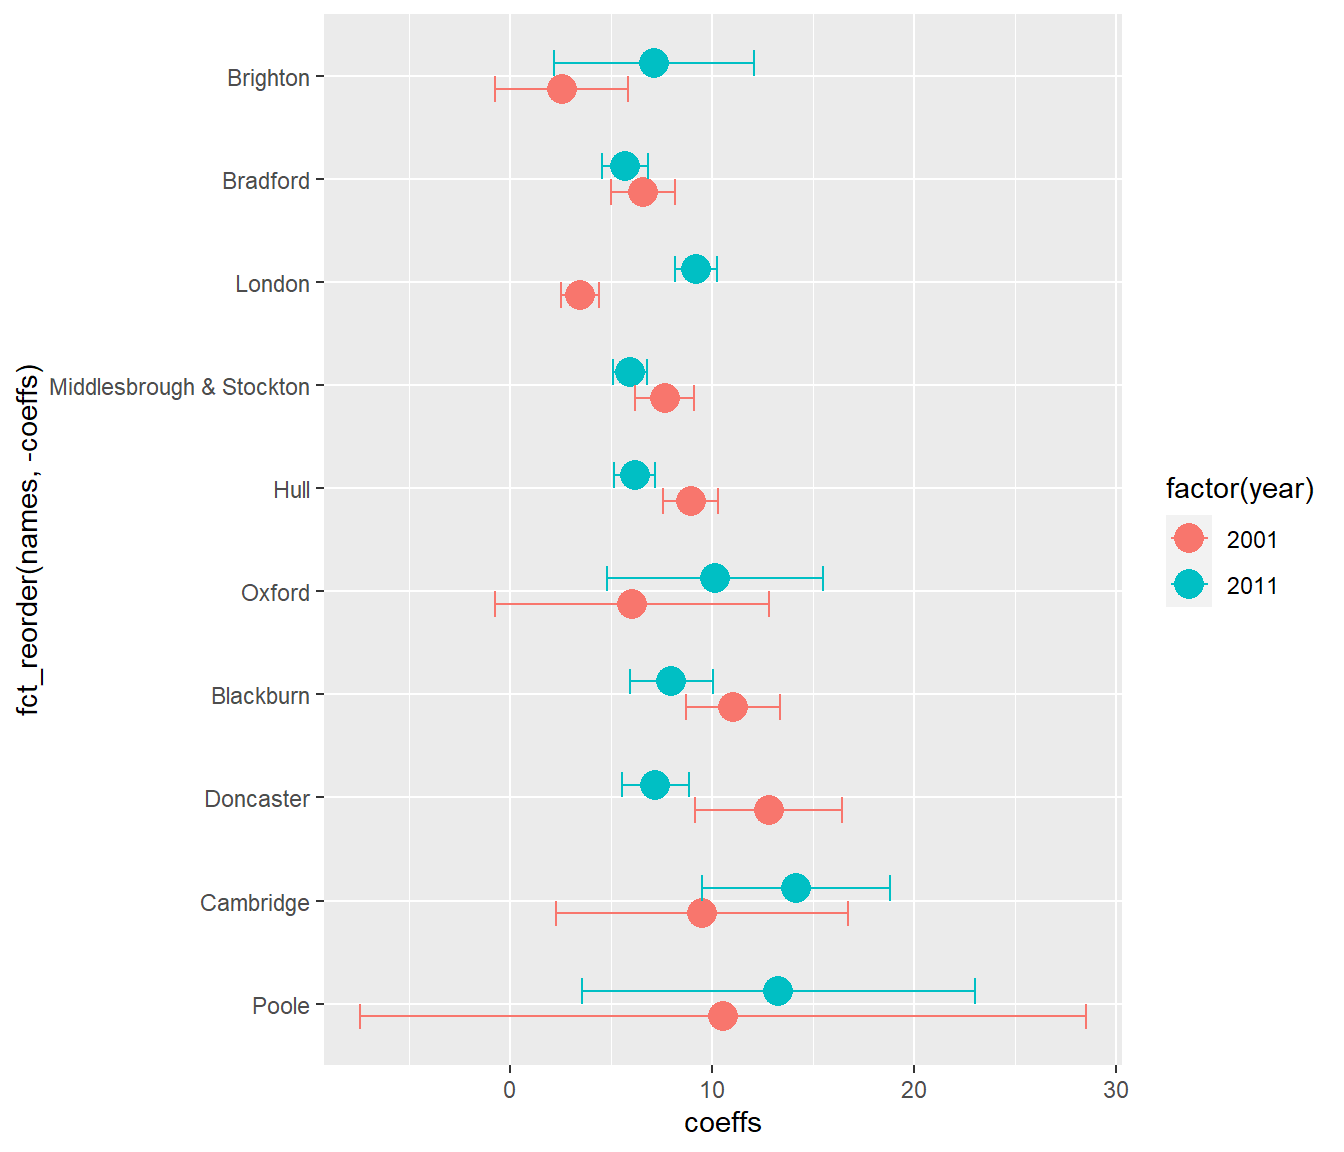 Brighton
Bradford
London
Middlesbrough & Stockton
Hull
Oxford
Blackburn
Doncaster
Cambridge
Poole
fct_reorder(names, -coeffs)
0 10 20 30
coeffs
factor(year)
2001
2011